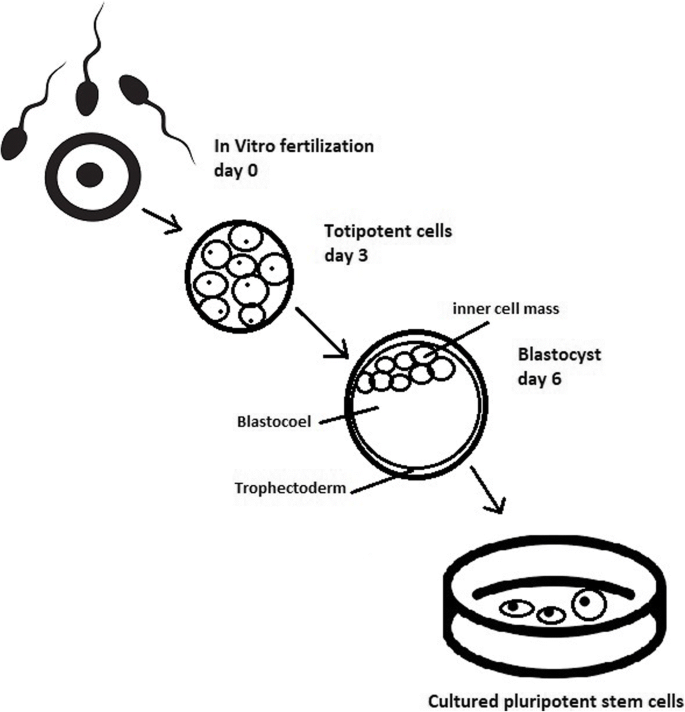 In Vitro fertilization
day 0
Totipotent cells
day 3
inner cell mass
Blastocyst
day 6
Blastocoel
Trophectoderm
Cultured pluripotent stem cells